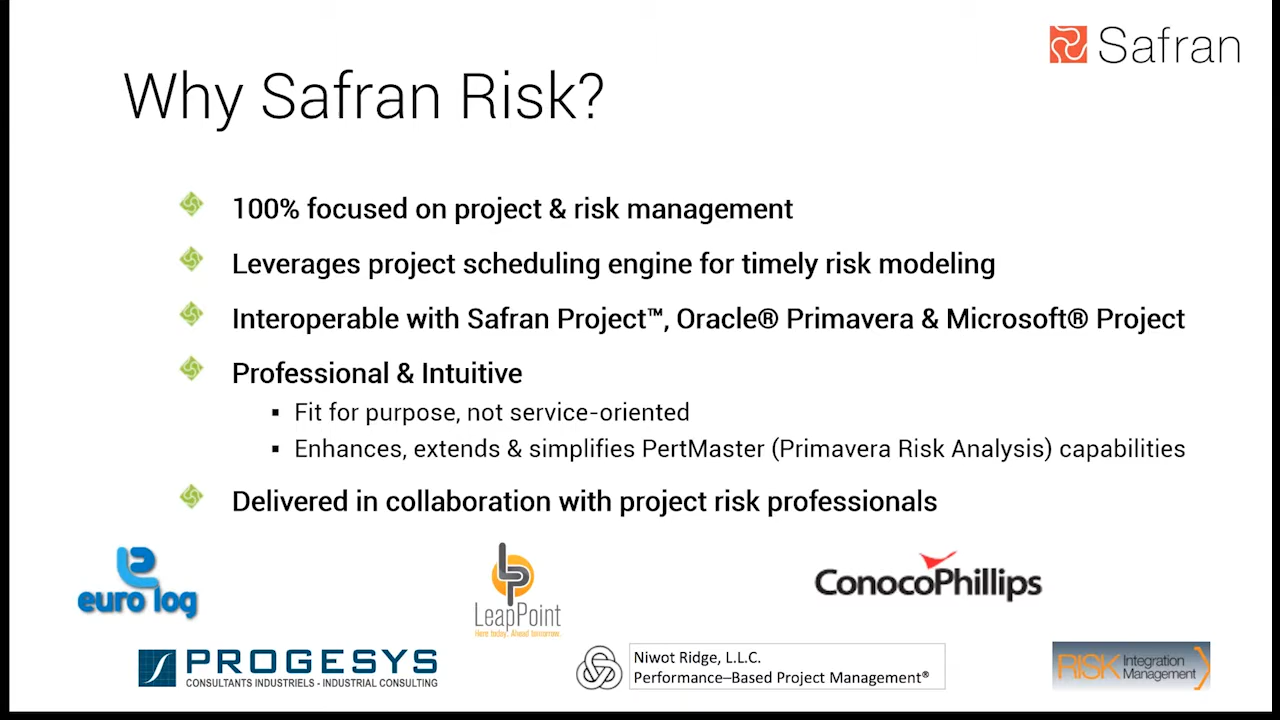 Safran
Why Safran Risk?
100% focused on project & risk management
Leverages project scheduling engine for timely risk modeling
Interoperable with Safran Project™, Oracle® Primavera & Microsoft® Project
Professional & Intuitive
Fit for purpose, not service-oriented
Enhances, extends & simplifies PertMaster (Primavera Risk Analysis) capabilities
Delivered in collaboration with project risk professionals
euro log
LeapPoint
Here today. Ahead tomorrow.
ConocoPhillips
PROGESYS
CONSULTANTS INDUSTRIELS - INDUSTRIAL CONSULTING
Niwot Ridge, L.L.C.
Performance–Based Project Management®
RISK Integration
Management